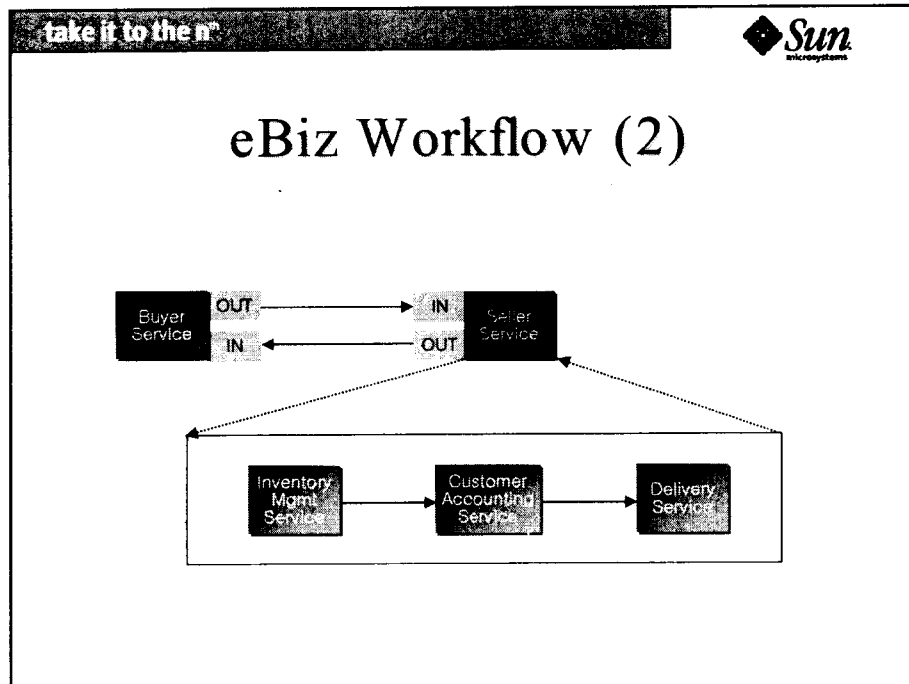 take it to the nth
Sun
microsystems
eBiz Workflow (2)
Buyer
Service
OUT
IN
IN
OUT
Seller
Service
Inventory
Mgmt
Service
Customer
Accounting
Service
Delivery
Service